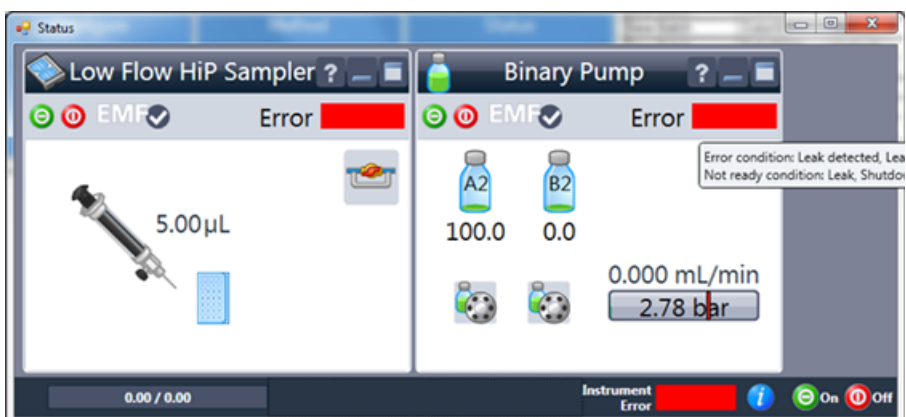 Status
Low Flow HiP Sampler ?
Binary Pump ?
EMF
Error
EMF
Error
Error condition: Leak detected, Lea
Not ready condition: Leak, Shutdo
A2
B2
5.00 µL
100.0
0.0
0.000 mL/min
2.78 bar
0.00 / 0.00
Instrument
Error
i
On
Off